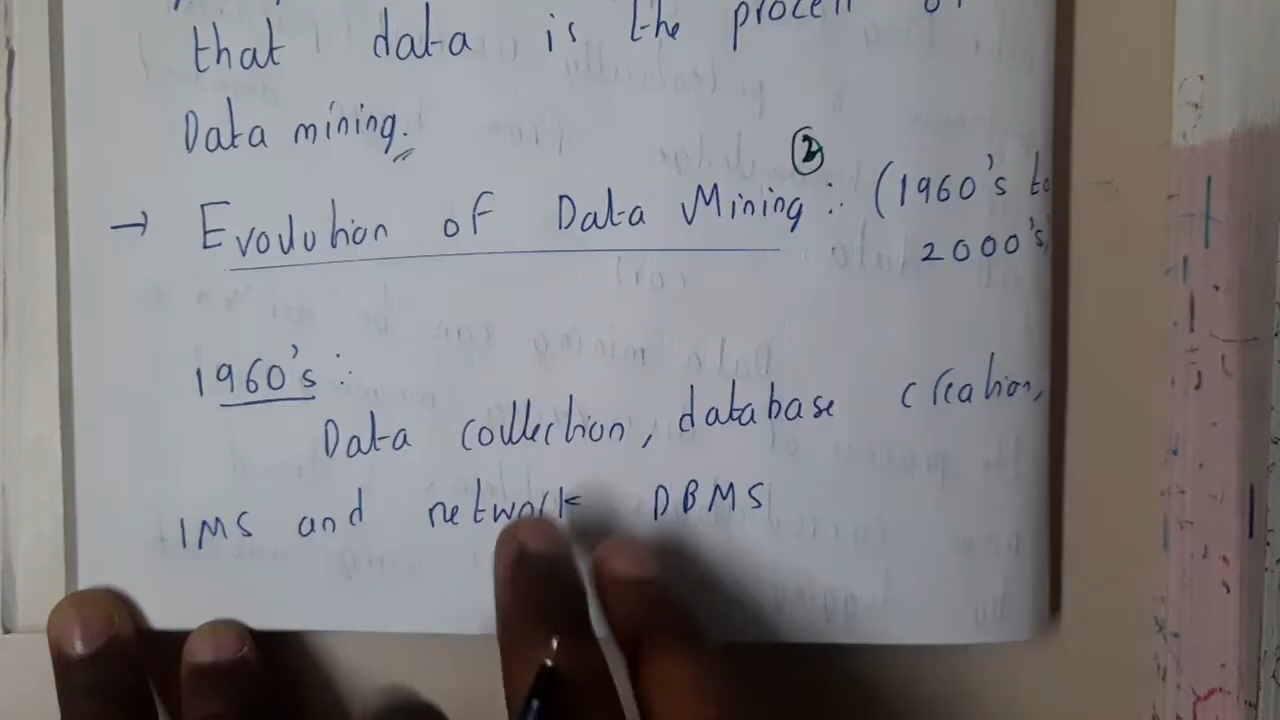 that data is the process of
Data mining.
②
→ Evolution of Data Mining : (1960's to
2000's)
1960's :
Data collection, database creation,
IMS and network DBMS